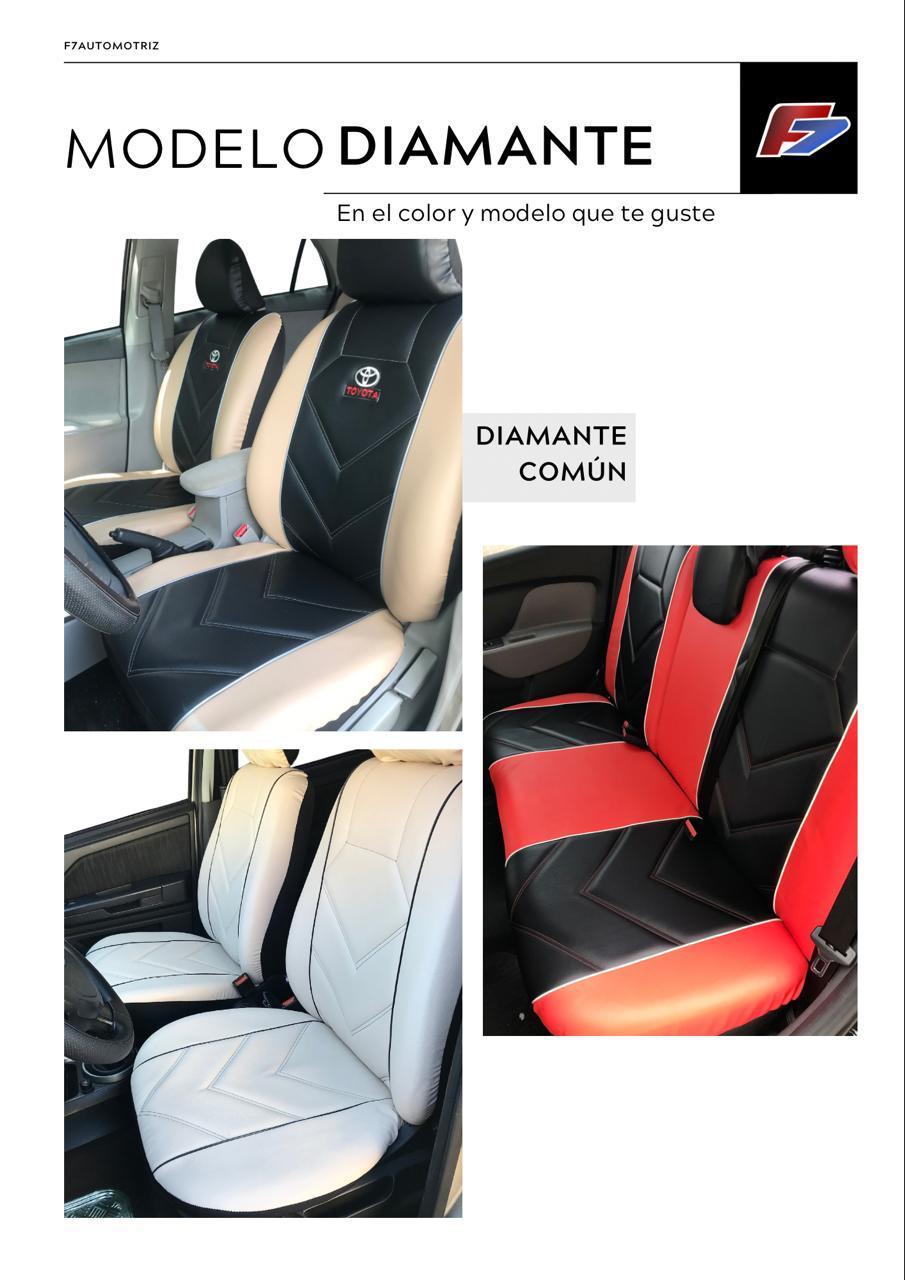 F7AUTOMOTRIZ
MODELO DIAMANTE
F7
En el color y modelo que te guste
TOYOTA
TOYOTA
DIAMANTE
COMÚN